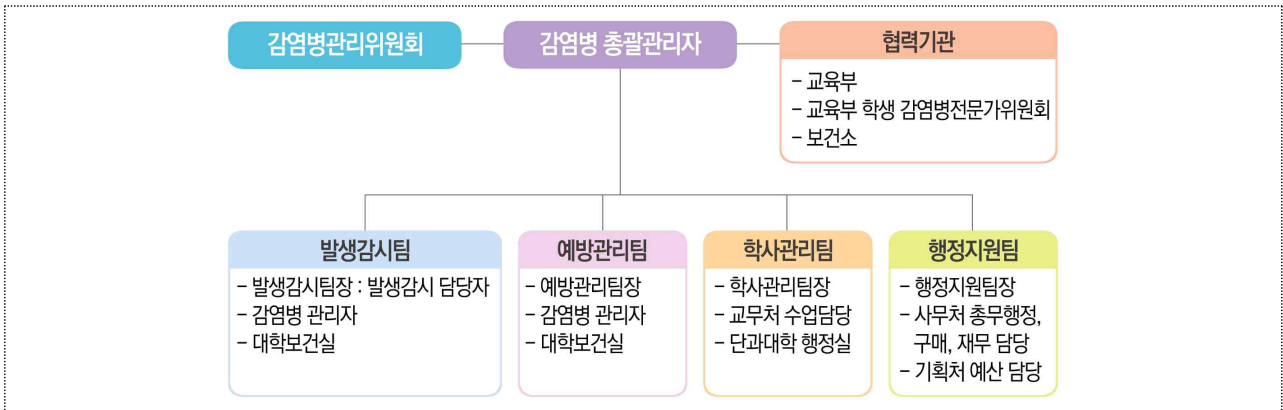 감염병관리위원회
감염병 총괄관리자
협력기관
- 교육부
- 교육부 학생 감염병전문가위원회
- 보건소
발생감시팀
- 발생감시팀장 : 발생감시 담당자
- 감염병 관리자
- 대학보건실
예방관리팀
- 예방관리팀장
- 감염병 관리자
- 대학보건실
학사관리팀
- 학사관리팀장
- 교무처 수업담당
- 단과대학 행정실
행정지원팀
- 행정지원팀장
- 사무처 총무행정,
구매, 재무 담당
- 기획처 예산 담당